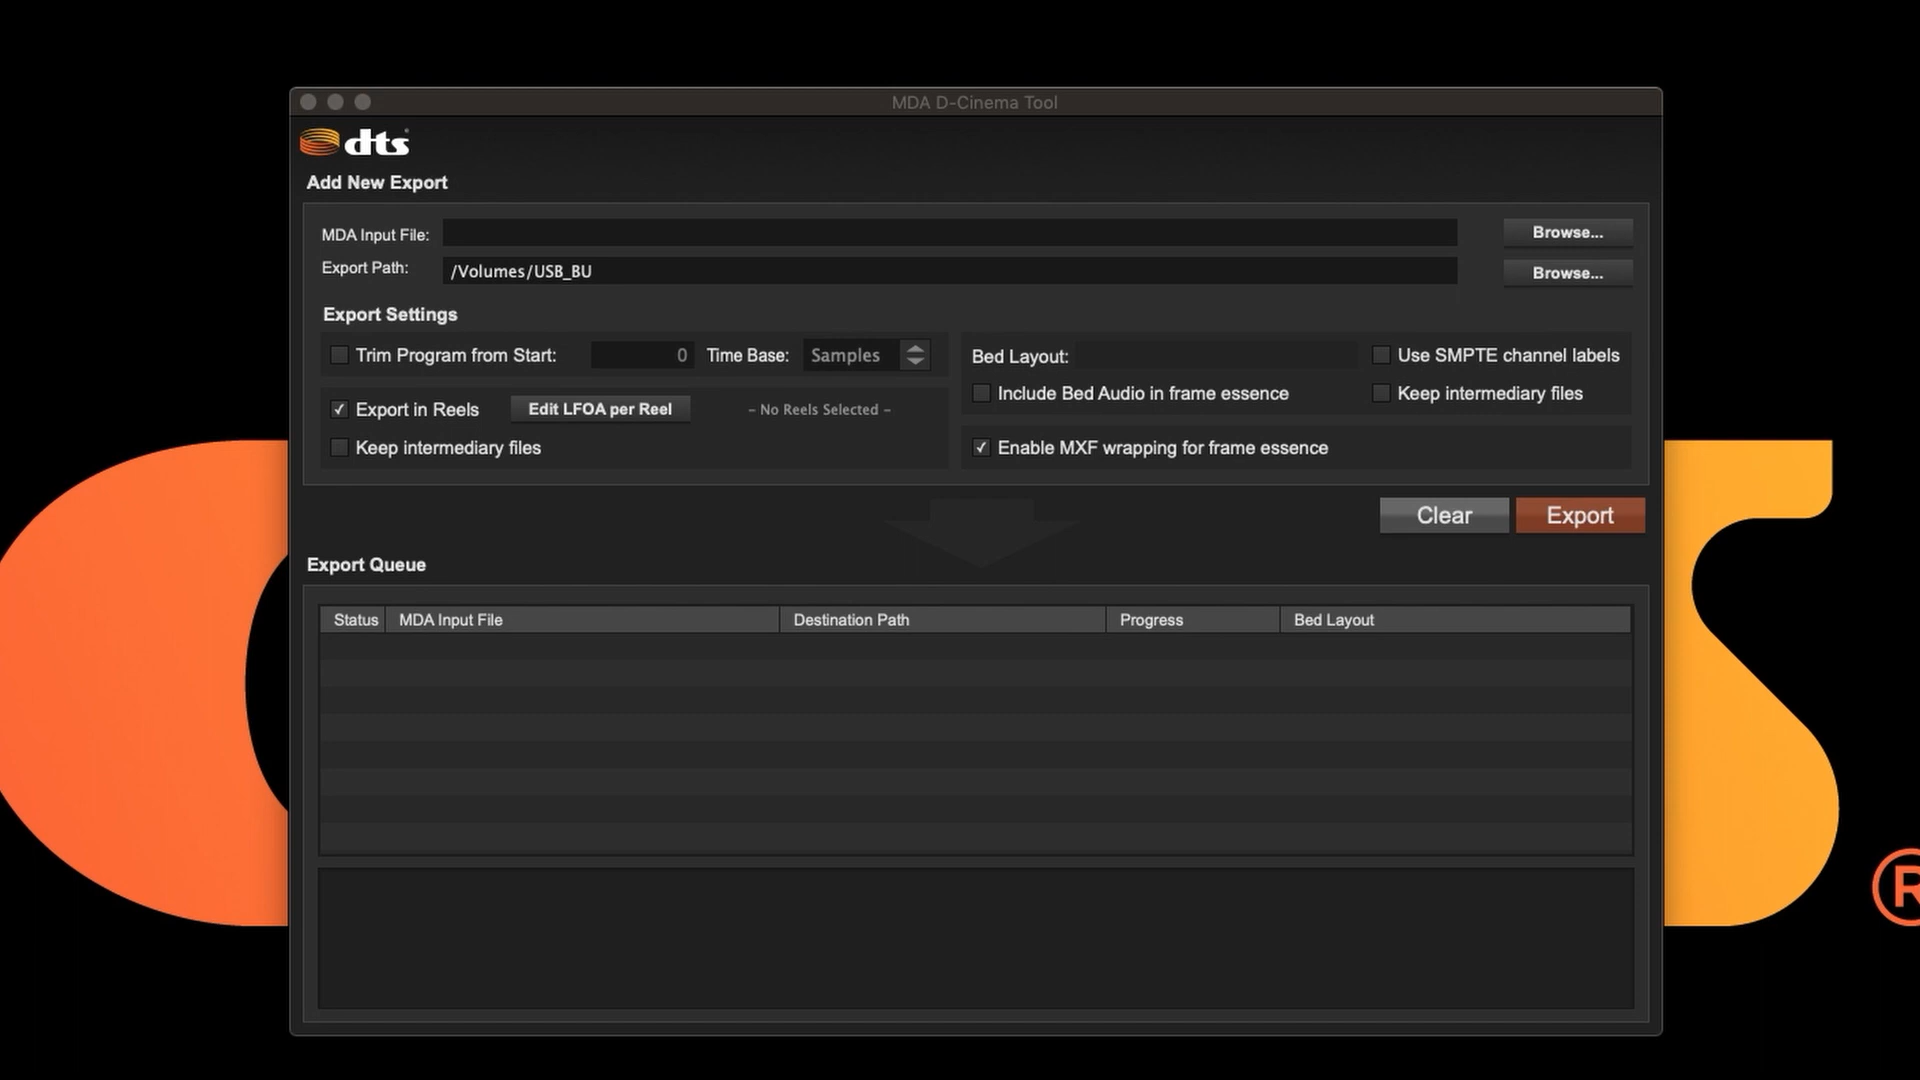 MDA D-Cinema Tool
dts
Add New Export
MDA Input File:
Browse...
Export Path:
/Volumes/USB_BU
Browse...
Export Settings
Trim Program from Start:
0
Time Base:
Samples
Bed Layout:
Use SMPTE channel labels
Include Bed Audio in frame essence
Keep intermediary files
Export in Reels
Edit LFOA per Reel
– No Reels Selected –
Keep intermediary files
Enable MXF wrapping for frame essence
Clear
Export
Export Queue
Status
MDA Input File
Destination Path
Progress
Bed Layout
®